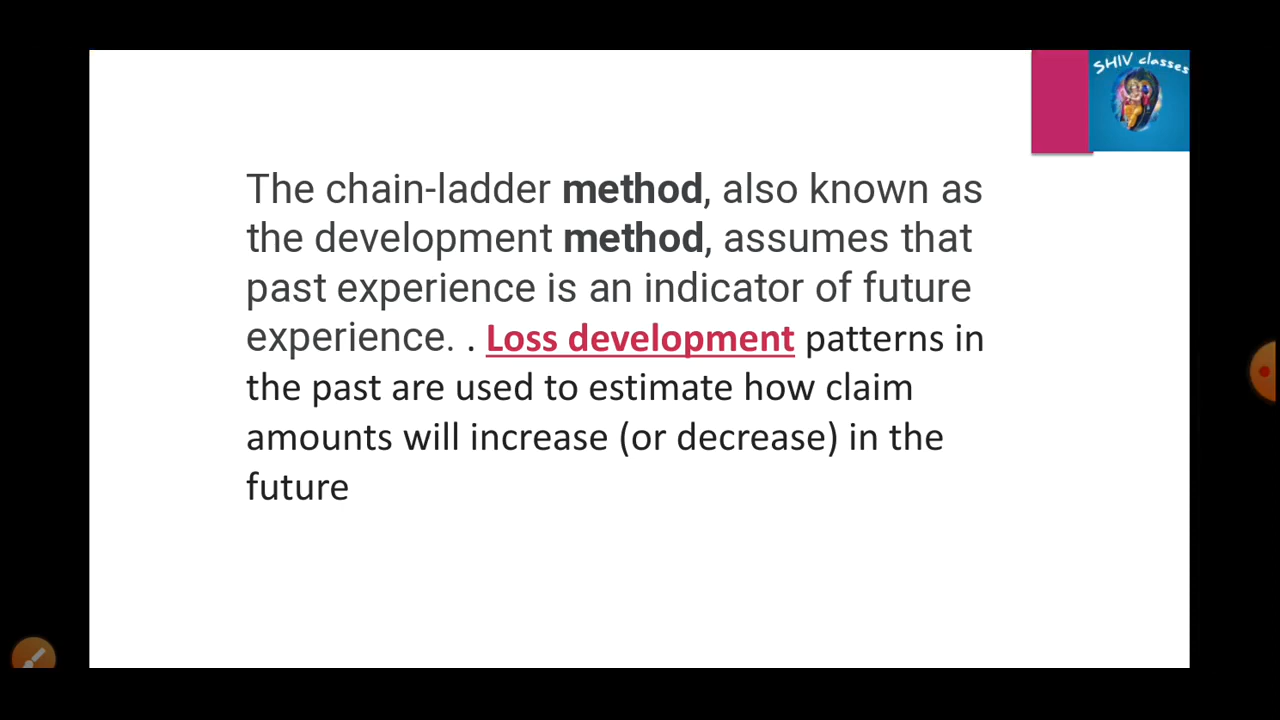 SHIV classes
The chain-ladder method, also known as
the development method, assumes that
past experience is an indicator of future
experience. . Loss development patterns in
the past are used to estimate how claim
amounts will increase (or decrease) in the
future